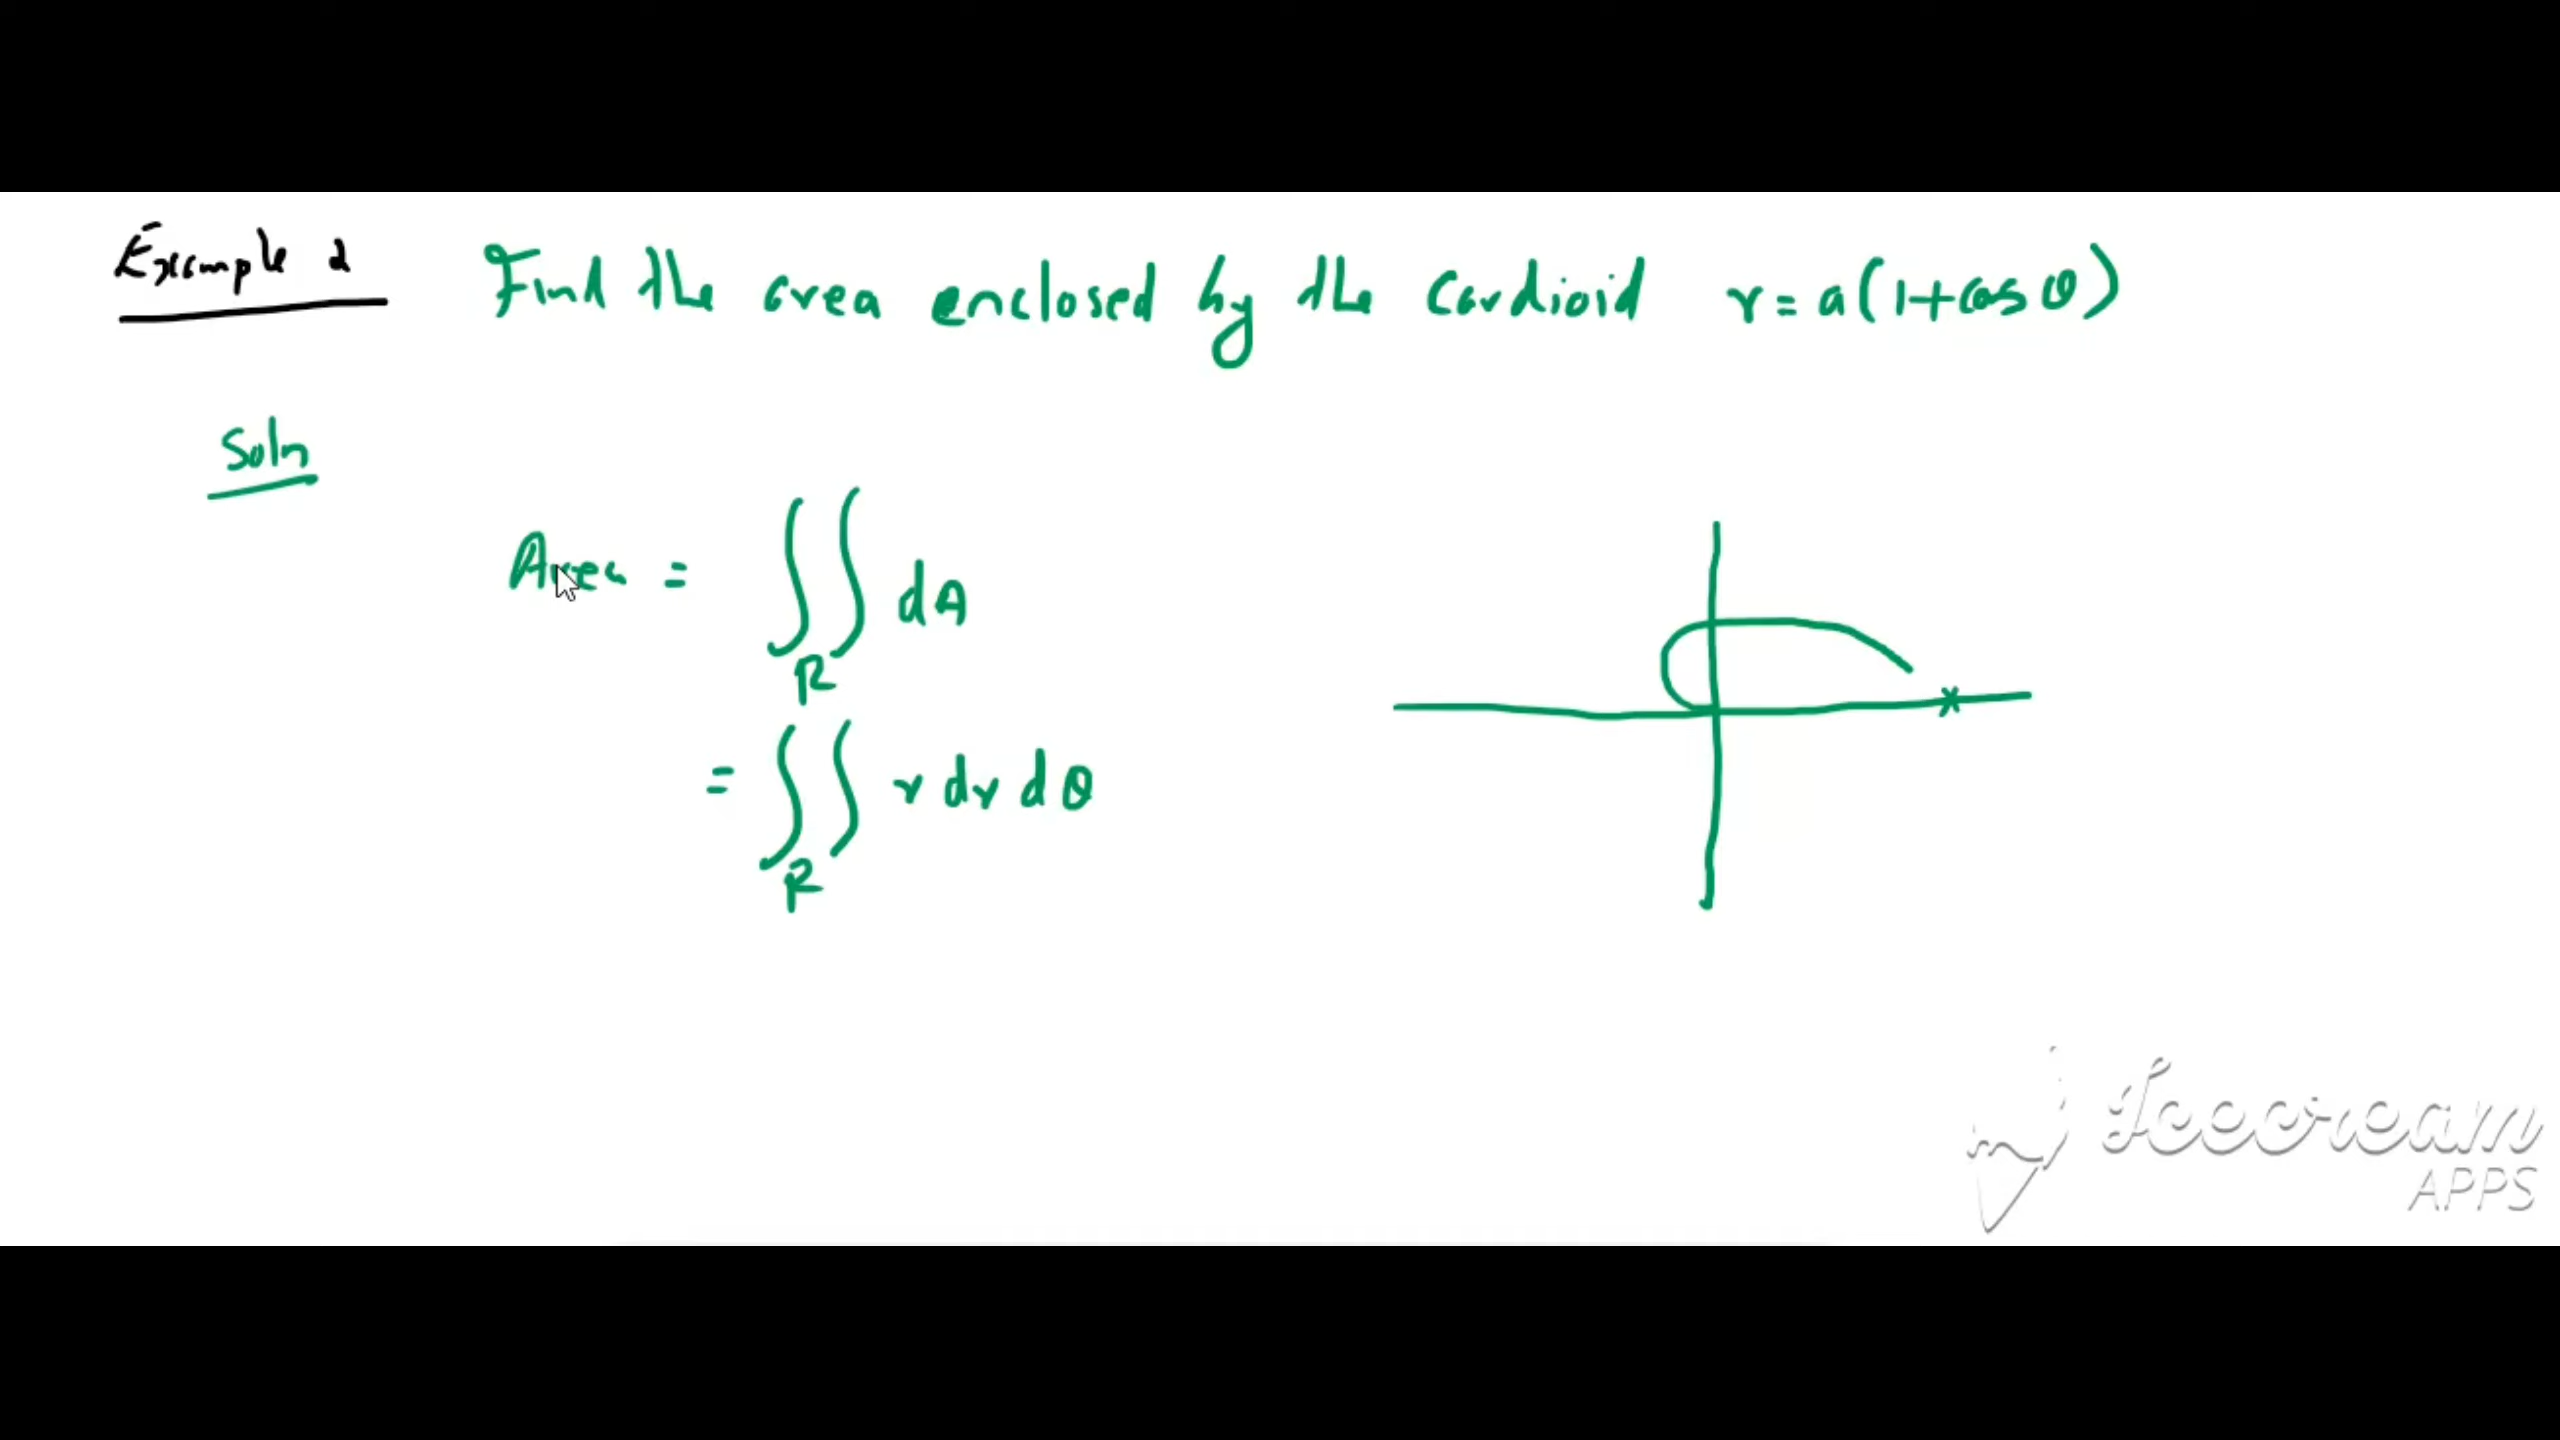 Example 2 Find the area enclosed by the Cardioid r = a(1+cos θ)
Soln
Area = ∫∫ dA
R
= ∫∫ r dr dθ
R
Icecream
APPS